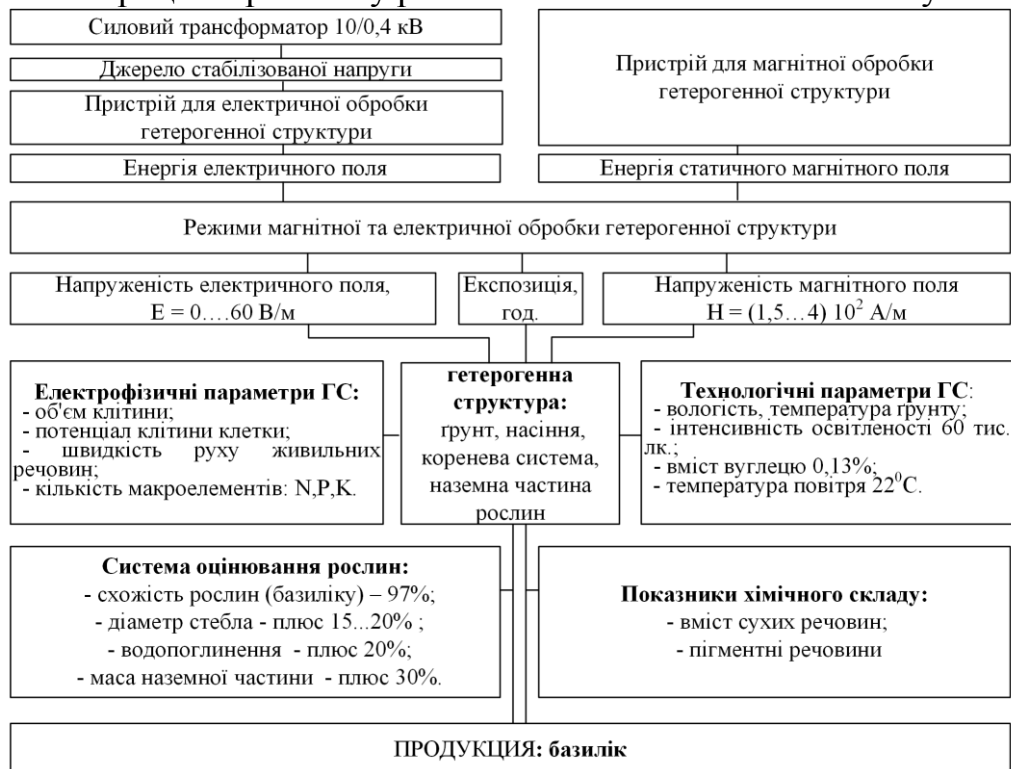 Силовий трансформатор 10/0,4 кВ
Джерело стабілізованої напруги
Пристрій для електричної обробки
гетерогенної структури
Енергія електричного поля
Пристрій для магнітної обробки
гетерогенної структури
Енергія статичного магнітного поля
Режими магнітної та електричної обробки гетерогенної структури
Напруженість електричного поля,
E = 0….60 В/м
Експозиція,
год.
Напруженість магнітного поля
H = (1,5…4) 10² А/м
Електрофізичні параметри ГС:
- об'єм клітини;
- потенціал клітини клетки;
- швидкість руху живильних
речовин;
- кількість макроелементів: N,P,K.
гетерогенна
структура:
ґрунт, насіння,
коренева система,
наземна частина
рослин
Технологічні параметри ГС:
- вологість, температура ґрунту;
- інтенсивність освітленості 60 тис.
лк.;
- вміст вуглецю 0,13%;
- температура повітря 22⁰С.
Система оцінювання рослин:
- схожість рослин (базиліку) – 97%;
- діаметр стебла - плюс 15...20% ;
- водопоглинення - плюс 20%;
- маса наземної частини - плюс 30%.
Показники хімічного складу:
- вміст сухих речовин;
- пігментні речовини
ПРОДУКЦИЯ: базилік